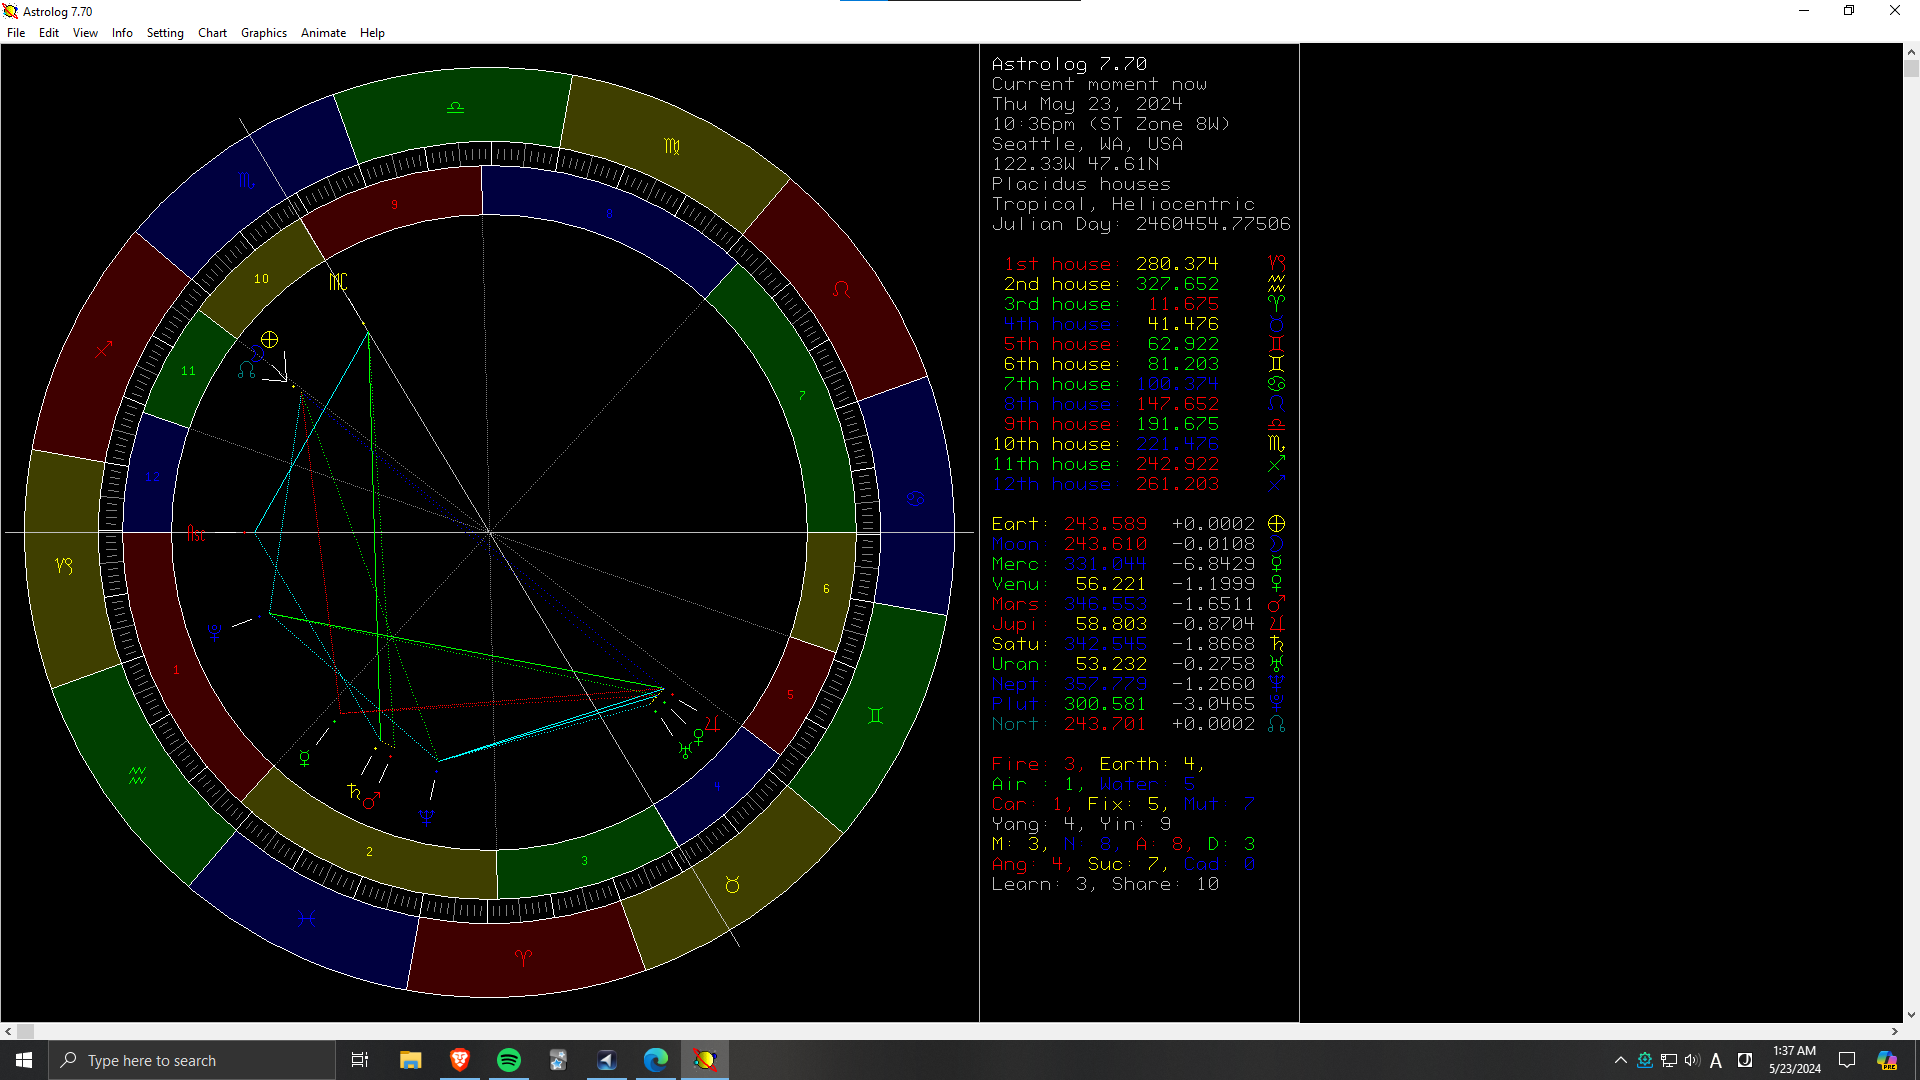 Astrolog 7.70
File Edit View Info Setting Chart Graphics Animate Help
Astrolog 7.70
Current moment now
Thu May 23, 2024
10:36pm (ST Zone 8W)
Seattle, WA, USA
122.33W 47.61N
Placidus houses
Tropical, Heliocentric
Julian Day: 2460454.77506
1st house: 280.374 ♑
2nd house: 327.652 ♒
3rd house: 11.675 ♈
4th house: 41.476 ♉
5th house: 62.922 ♊
6th house: 81.203 ♊
7th house: 100.374 ♋
8th house: 147.652 ♌
9th house: 191.675 ♎
10th house: 221.476 ♏
11th house: 242.922 ♐
12th house: 261.203 ♐
Eart: 243.589 +0.0002 ⊕
Moon: 243.610 -0.0108 ☽
Merc: 331.044 -6.8429 ☿
Venu: 56.221 -1.1999 ♀
Mars: 346.553 -1.6511 ♂
Jupi: 58.803 -0.8704 ♃
Satu: 342.545 -1.8668 ♄
Uran: 53.232 -0.2758 ♅
Nept: 357.779 -1.2660 ♆
Plut: 300.581 -3.0465 ♇
Nort: 243.701 +0.0002 ☊
Fire: 3, Earth: 4,
Air : 1, Water: 5
Car: 1, Fix: 5, Mut: 7
Yang: 4, Yin: 9
M: 3, N: 8, A: 8, D: 3
Ang: 4, Suc: 7, Cad: 0
Learn: 3, Share: 10
9
8
10
MC
11
7
12
Asc
6
1
5
4
2
3
Type here to search
A
1:37 AM
5/23/2024
PRE